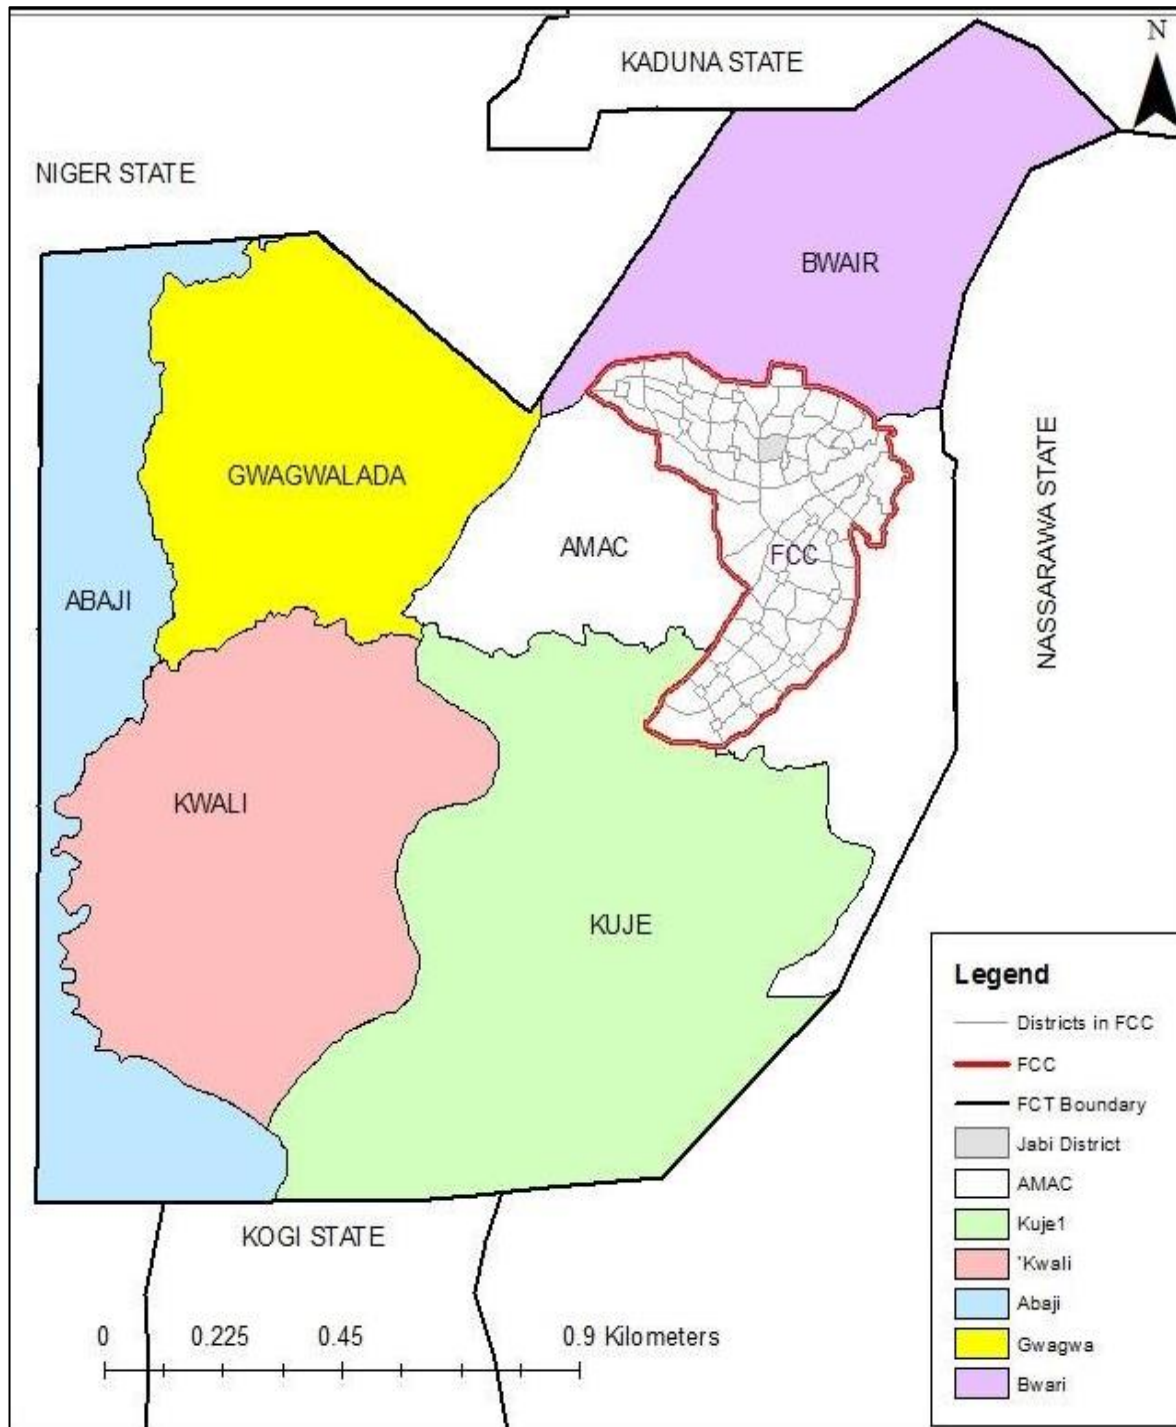 N
KADUNA STATE
NIGER STATE
BWAIR
GWAGWALADA
NASSARAWA STATE
AMAC
FCC
ABAJI
KWALI
KUJE
Legend
Districts in FCC
FCC
FCT Boundary
Jabi District
AMAC
Kuje1
'Kwali
Abaji
Gwagwa
Bwari
KOGI STATE
0 0.225 0.45 0.9 Kilometers